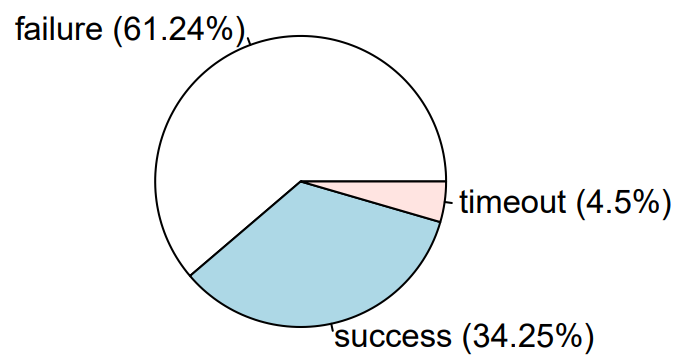 failure (61.24%)
timeout (4.5%)
success (34.25%)